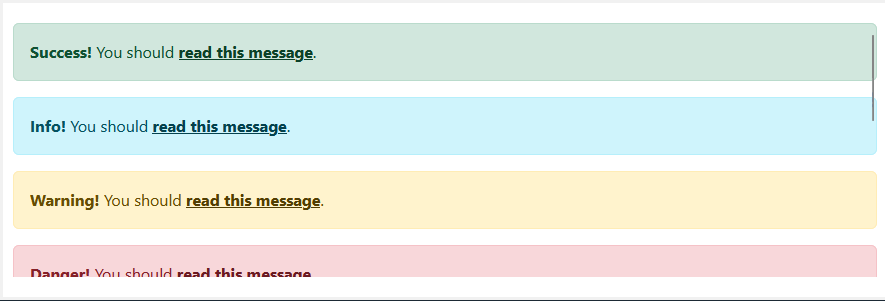 Success! You should read this message.
Info! You should read this message.
Warning! You should read this message.
Danger! You should read this message.